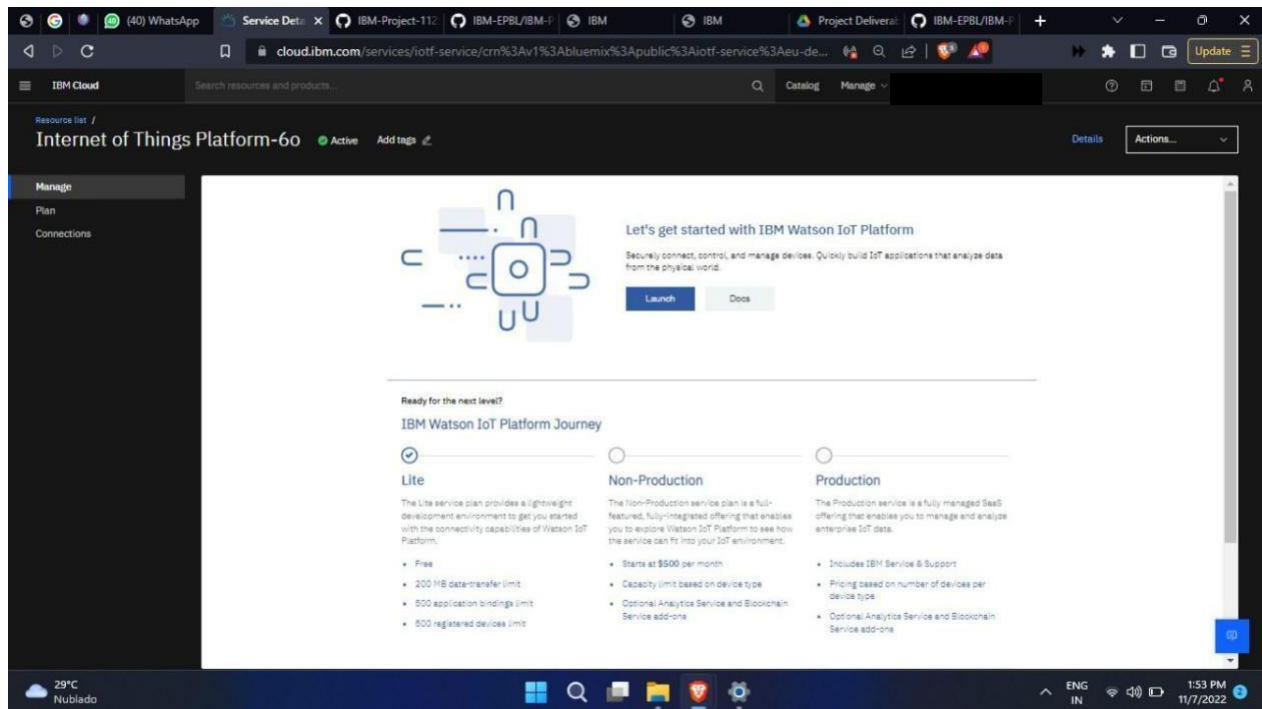 (40) WhatsApp
Service Deta
IBM-Project-112
IBM-EPBL/IBM-P
IBM
IBM
Project Deliveral
IBM-EPBL/IBM-P
cloud.ibm.com/services/iotf-service/crn%3Av1%3Abluemix%3Apublic%3Aiotf-service%3Aeu-de...
Update
IBM Cloud
Search resources and products...
Catalog
Manage
Resource list /
Internet of Things Platform-6o
Active
Add tags
Details
Actions...
Manage
Plan
Connections
Let's get started with IBM Watson IoT Platform
Securely connect, control, and manage devices. Quickly build IoT applications that analyze data
from the physical world.
Launch
Docs
Ready for the next level?
IBM Watson IoT Platform Journey
Lite
The Lite service plan provides a lightweight
development environment to get you started
with the connectivity capabilities of Watson IoT
Platform.
• Free
• 200 MB data-transfer limit
• 500 application bindings limit
• 500 registered devices limit
Non-Production
The Non-Production service plan is a full-
featured, fully-integrated offering that enables
you to explore Watson IoT Platform to see how
the service can fit into your IoT environment.
• Starts at $500 per month
• Capacity limit based on device type
• Optional Analytics Service and Blockchain
Service add-ons
Production
The Production service is a fully managed SaaS
offering that enables you to manage and analyze
enterprise IoT data.
• Includes IBM Service & Support
• Pricing based on number of devices per
device type
• Optional Analytics Service and Blockchain
Service add-ons
29°C
Nublado
ENG
IN
1:53 PM
11/7/2022
2